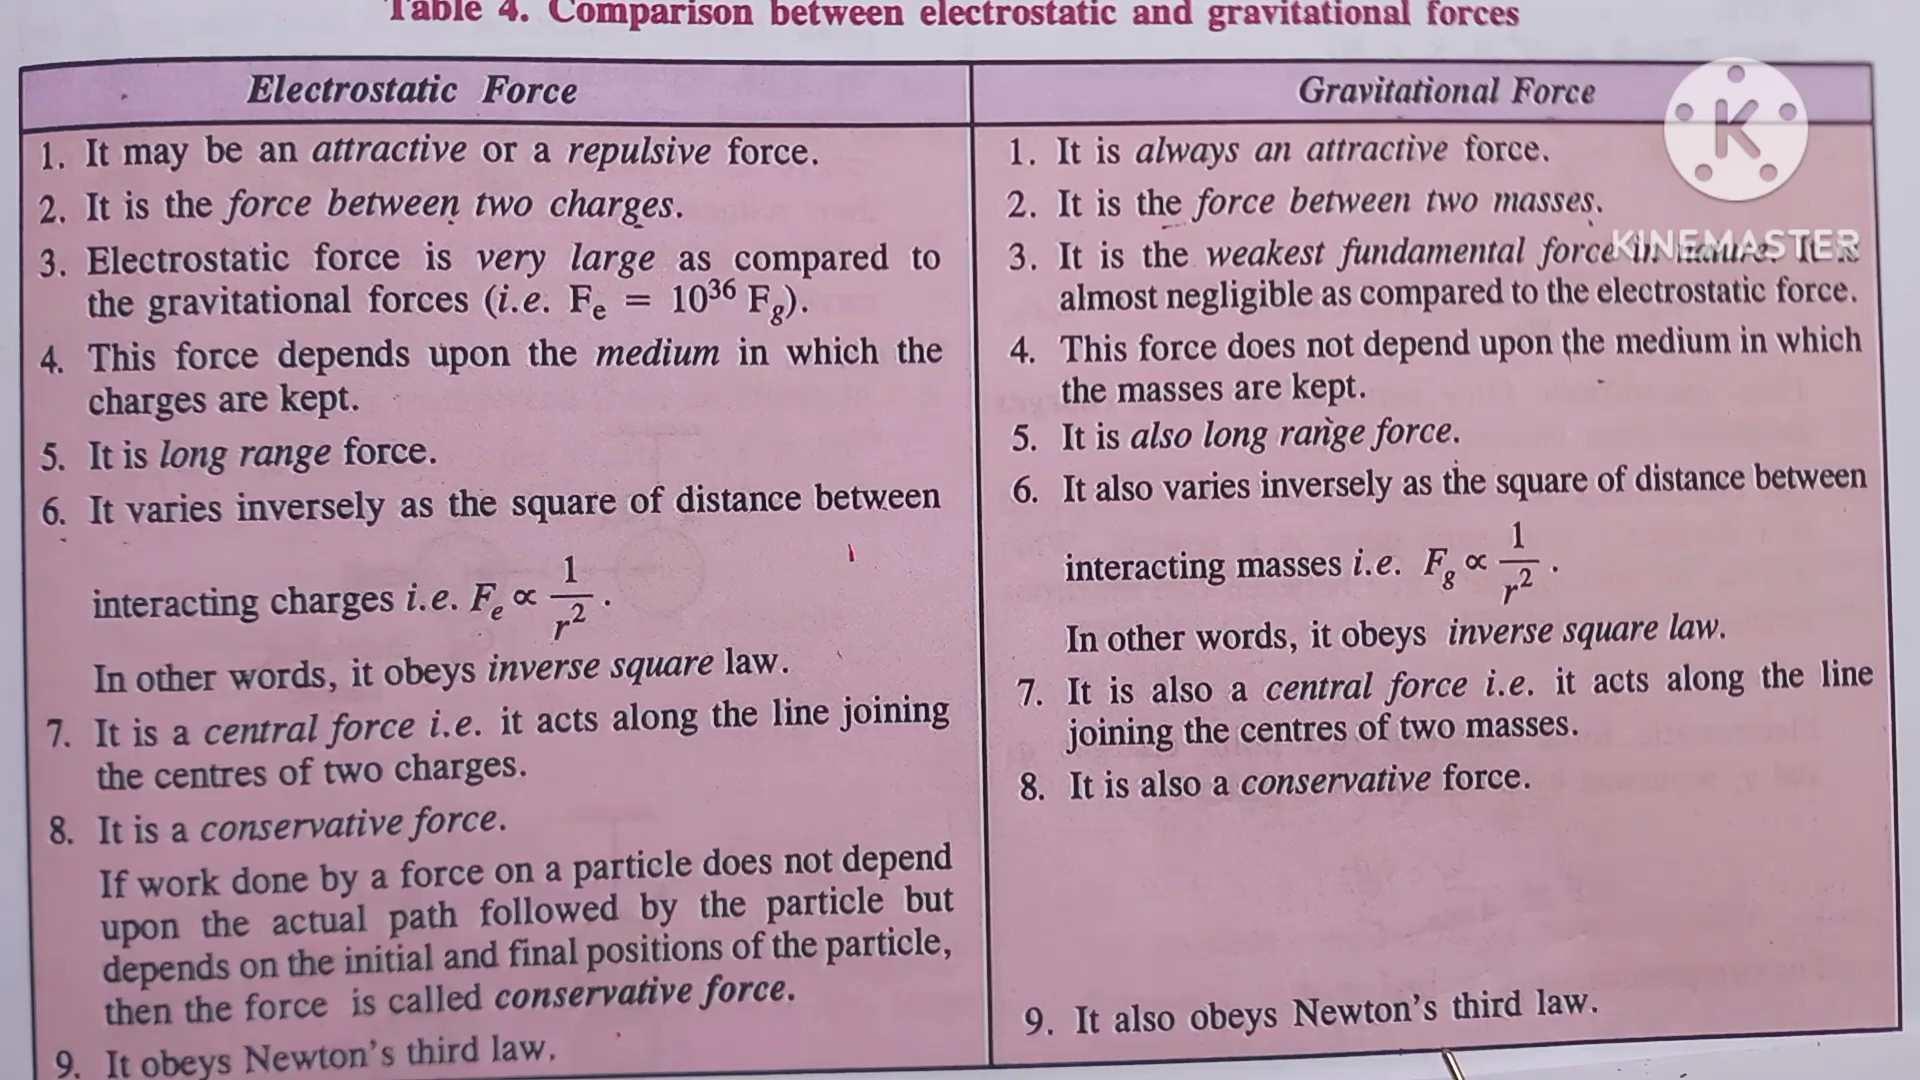 Table 4. Comparison between electrostatic and gravitational forces
Electrostatic Force
1. It may be an attractive or a repulsive force.
2. It is the force between two charges.
3. Electrostatic force is very large as compared to
the gravitational forces (i.e. Fₑ = 10³⁶ F_g).
4. This force depends upon the medium in which the
charges are kept.
5. It is long range force.
6. It varies inversely as the square of distance between
interacting charges i.e. Fₑ ∝ 1/r².
In other words, it obeys inverse square law.
7. It is a central force i.e. it acts along the line joining
the centres of two charges.
8. It is a conservative force.
If work done by a force on a particle does not depend
upon the actual path followed by the particle but
depends on the initial and final positions of the particle,
then the force is called conservative force.
9. It obeys Newton's third law.
Gravitational Force
1. It is always an attractive force.
2. It is the force between two masses.
3. It is the weakest fundamental force in nature. It is
almost negligible as compared to the electrostatic force.
4. This force does not depend upon the medium in which
the masses are kept.
5. It is also long range force.
6. It also varies inversely as the square of distance between
interacting masses i.e. F_g ∝ 1/r².
In other words, it obeys inverse square law.
7. It is also a central force i.e. it acts along the line
joining the centres of two masses.
8. It is also a conservative force.
9. It also obeys Newton's third law.
K
KINEMASTER